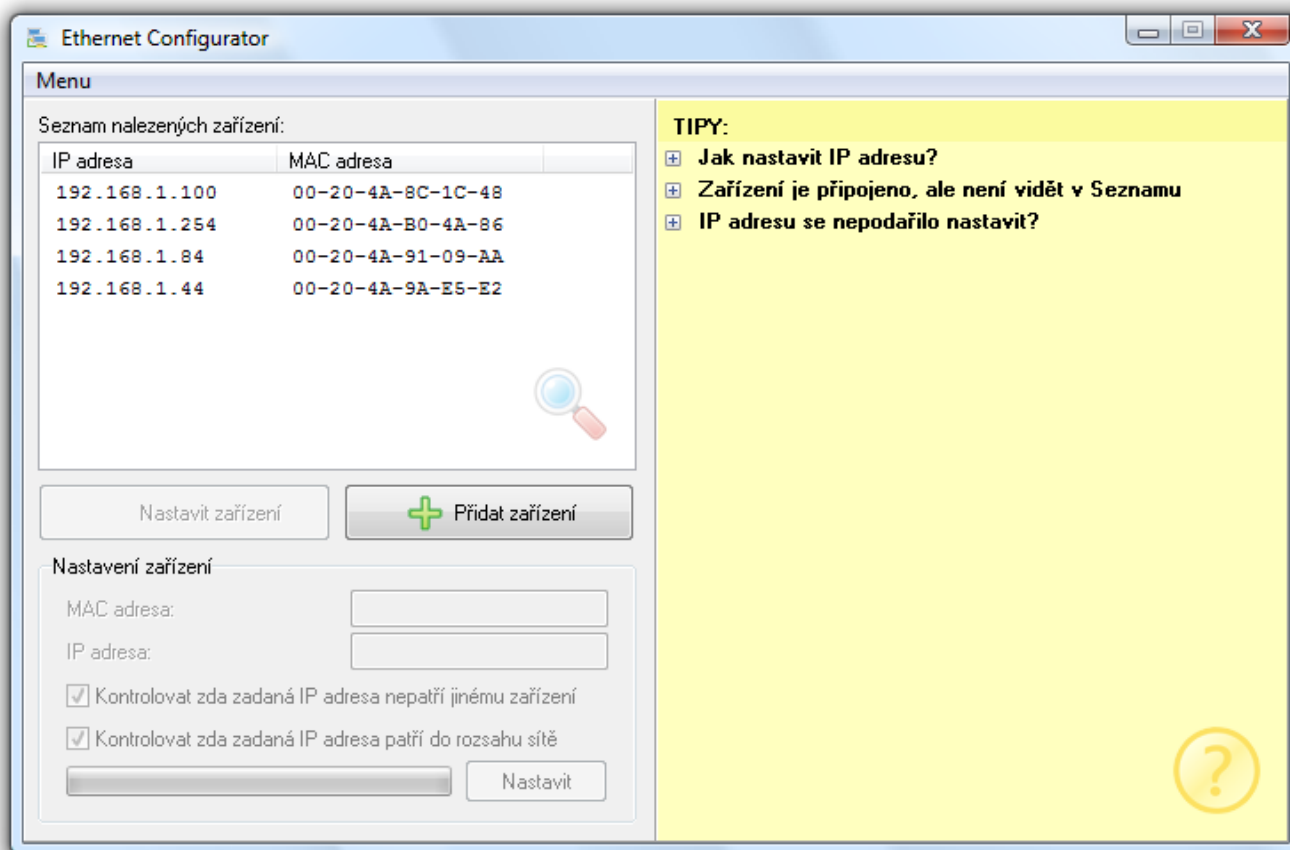 Ethernet Configurator
Menu
Seznam nalezených zařízení:
IP adresa MAC adresa
192.168.1.100 00-20-4A-8C-1C-48
192.168.1.254 00-20-4A-B0-4A-86
192.168.1.84 00-20-4A-91-09-AA
192.168.1.44 00-20-4A-9A-E5-E2
Nastavit zařízení Přidat zařízení
Nastavení zařízení
MAC adresa:
IP adresa:
Kontrolovat zda zadaná IP adresa nepatří jinému zařízení
Kontrolovat zda zadaná IP adresa patří do rozsahu sítě
Nastavit
TIPY:
Jak nastavit IP adresu?
Zařízení je připojeno, ale není vidět v Seznamu
IP adresu se nepodařilo nastavit?
?